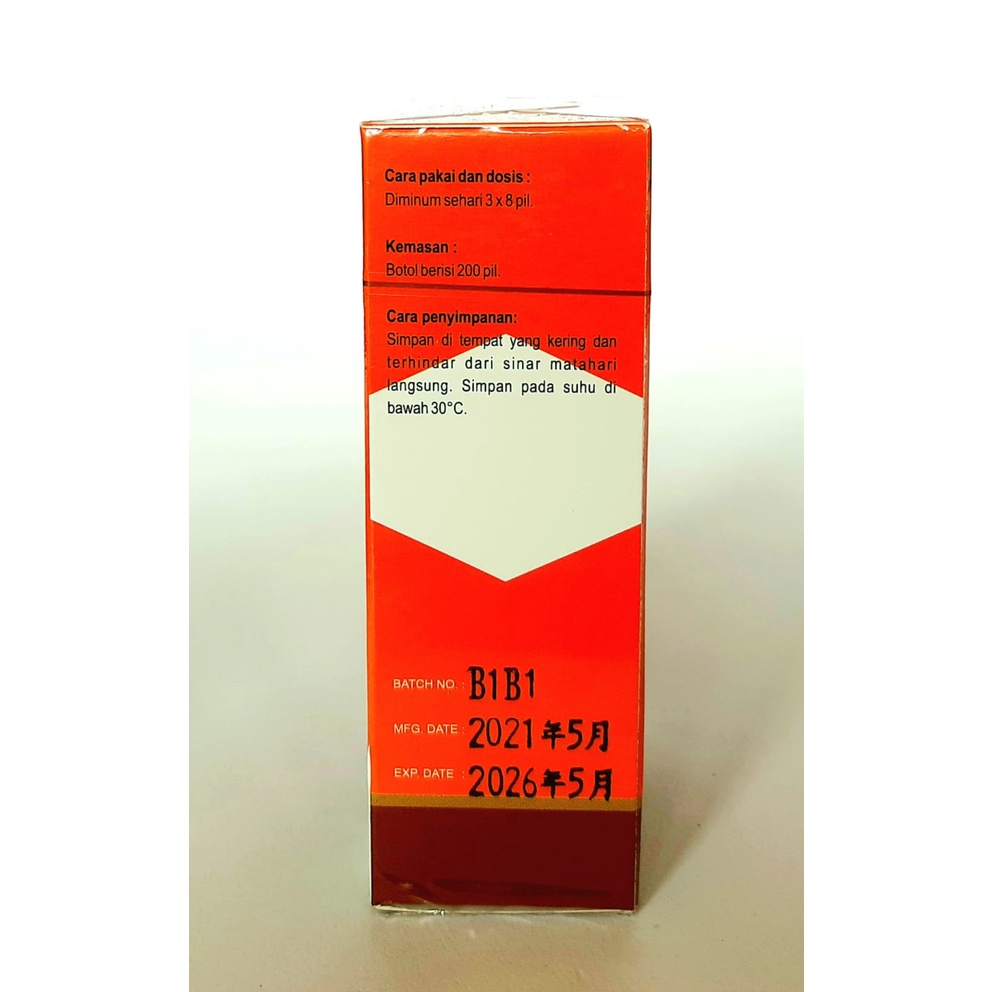 Cara pakai dan dosis :
Diminum sehari 3 x 8 pil.
Kemasan :
Botol berisi 200 pil.
Cara penyimpanan:
Simpan di tempat yang kering dan
terhindar dari sinar matahari
langsung. Simpan pada suhu di
bawah 30°C.
BATCH NO. : B1B1
MFG. DATE : 2021年5月
EXP. DATE : 2026年5月